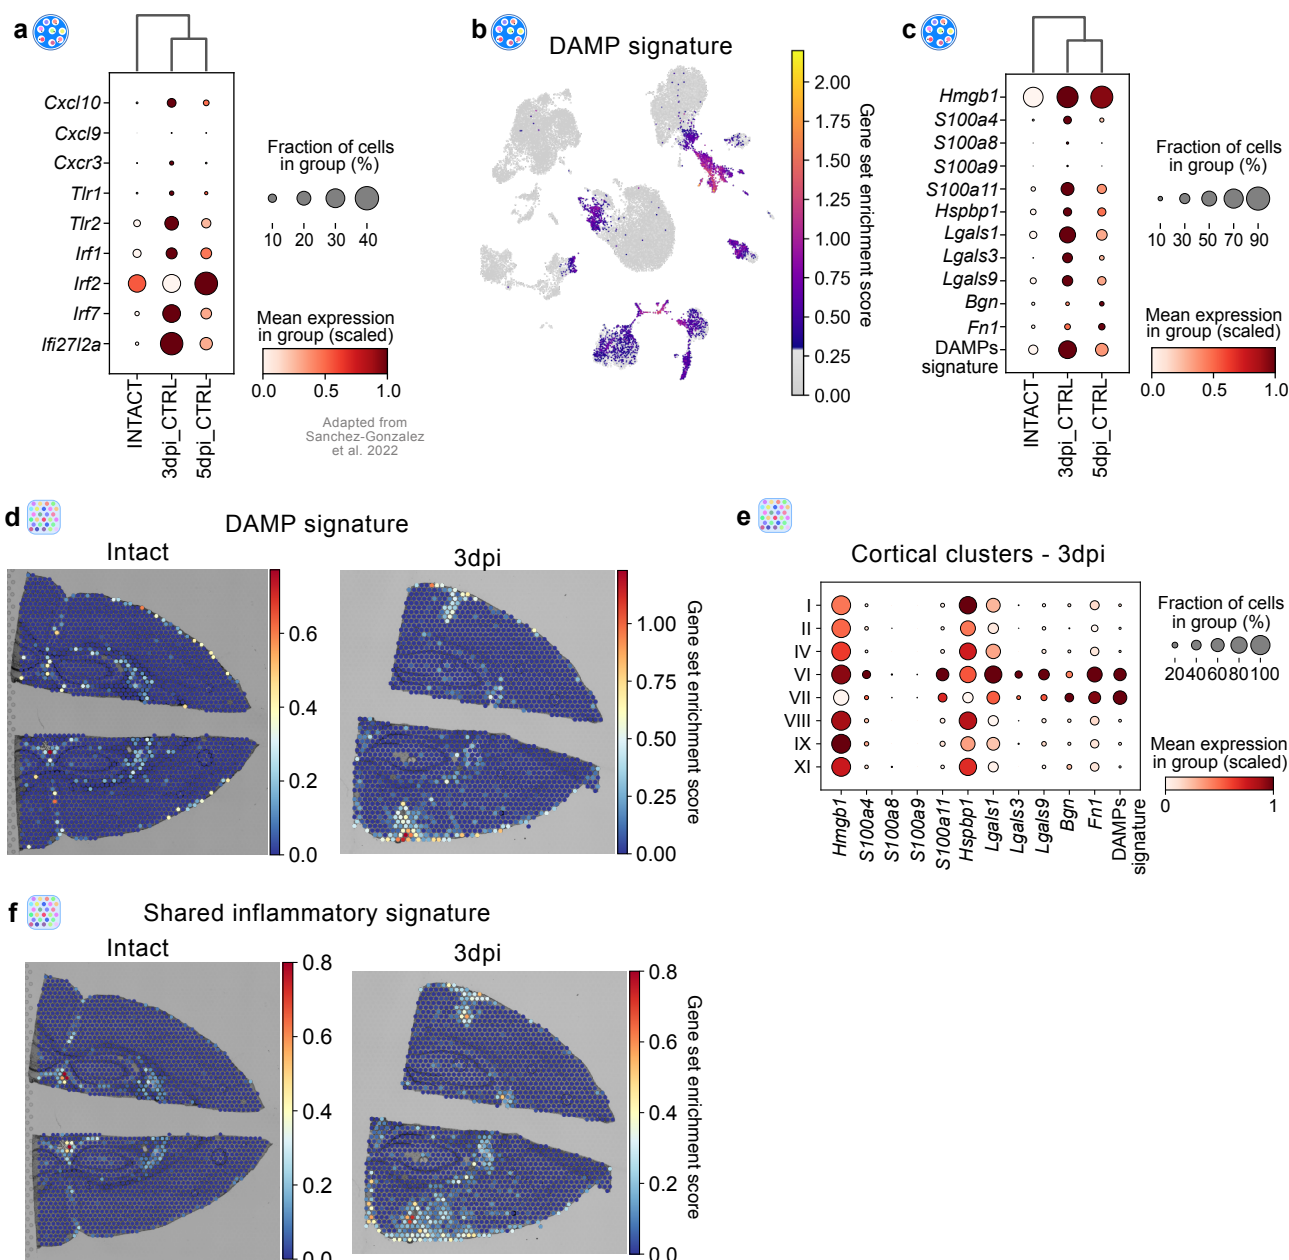 a
Cxcl10
Cxcl9
Cxcr3
Tlr1
Tlr2
Irf1
Irf2
Irf7
Ifi27l2a
INTACT
3dpi_CTRL
5dpi_CTRL
Fraction of cells
in group (%)
10 20 30 40
Mean expression
in group (scaled)
0.0 0.5 1.0
Adapted from
Sanchez-Gonzalez
et al. 2022
b
DAMP signature
2.00
1.75
1.50
1.25
1.00
0.75
0.50
0.25
0.00
Gene set enrichment score
c
Hmgb1
S100a4
S100a8
S100a9
S100a11
Hspbp1
Lgals1
Lgals3
Lgals9
Bgn
Fn1
DAMPs
signature
INTACT
3dpi_CTRL
5dpi_CTRL
Fraction of cells
in group (%)
10 30 50 70 90
Mean expression
in group (scaled)
0.0 0.5 1.0
d
DAMP signature
Intact
0.6
0.4
0.2
0.0
3dpi
1.00
0.75
0.50
0.25
0.00
Gene set enrichment score
e
Cortical clusters - 3dpi
I
II
IV
VI
VII
VIII
IX
XI
Hmgb1
S100a4
S100a8
S100a9
S100a11
Hspbp1
Lgals1
Lgals3
Lgals9
Bgn
Fn1
DAMPs
signature
Fraction of cells
in group (%)
20 40 60 80 100
Mean expression
in group (scaled)
0 1
f
Shared inflammatory signature
Intact
0.8
0.6
0.4
0.2
0.0
3dpi
0.8
0.6
0.4
0.2
0.0
Gene set enrichment score